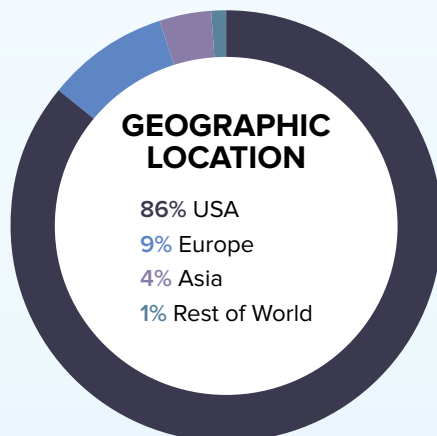 GEOGRAPHIC
LOCATION
86% USA
9% Europe
4% Asia
1% Rest of World